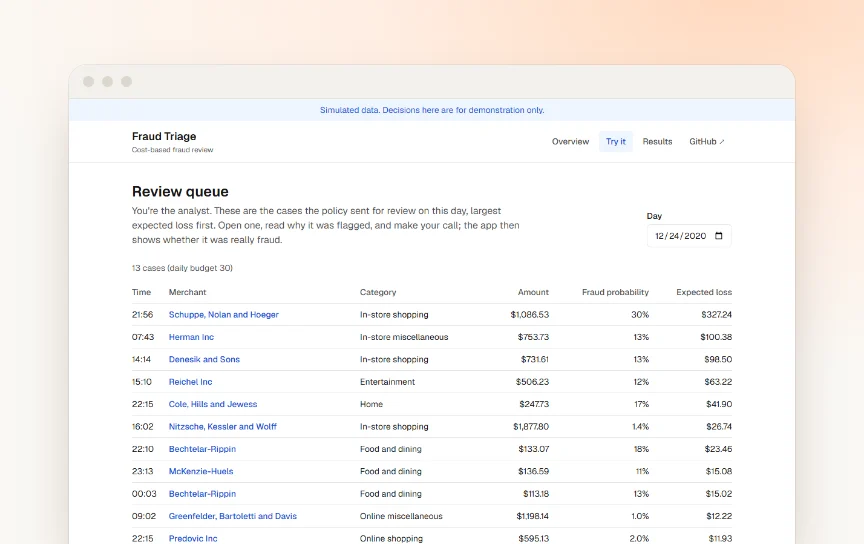 Simulated data. Decisions here are for demonstration only.
Fraud Triage
Cost-based fraud review
Overview Try it Results GitHub ↗
Review queue
You're the analyst. These are the cases the policy sent for review on this day, largest
expected loss first. Open one, read why it was flagged, and make your call; the app then
shows whether it was really fraud.
Day
12/24/2020
13 cases (daily budget 30)
Time Merchant Category Amount Fraud probability Expected loss
21:56 Schuppe, Nolan and Hoeger In-store shopping $1,086.53 30% $327.24
07:43 Herman Inc In-store miscellaneous $753.73 13% $100.38
14:14 Denesik and Sons In-store shopping $731.61 13% $98.50
15:10 Reichel Inc Entertainment $506.23 12% $63.22
22:15 Cole, Hills and Jewess Home $247.73 17% $41.90
16:02 Nitzsche, Kessler and Wolff In-store shopping $1,877.80 1.4% $26.74
22:10 Bechtelar-Rippin Food and dining $133.07 18% $23.46
23:13 McKenzie-Huels Food and dining $136.59 11% $15.08
00:03 Bechtelar-Rippin Food and dining $113.18 13% $15.02
09:02 Greenfelder, Bartoletti and Davis Online miscellaneous $1,198.14 1.0% $12.22
22:15 Predovic Inc Online shopping $595.13 2.0% $11.93